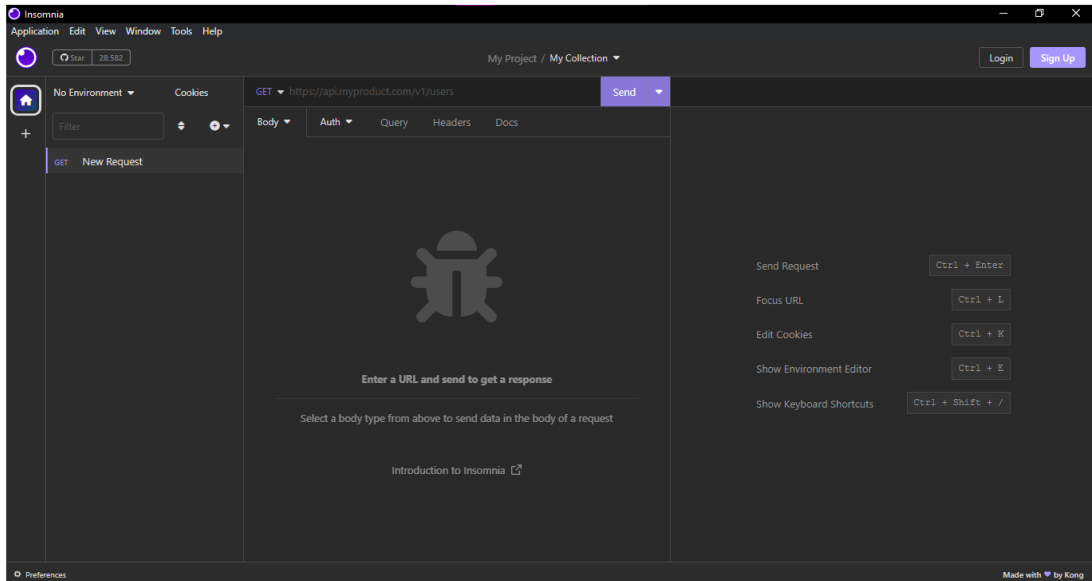 Insomnia
Application Edit View Window Tools Help
Star 28.582
My Project / My Collection
Login
Sign Up
No Environment
Cookies
GET https://api.myproduct.com/v1/users
Send
Filter
Body
Auth
Query
Headers
Docs
GET New Request
Enter a URL and send to get a response
Select a body type from above to send data in the body of a request
Introduction to Insomnia
Send Request Ctrl + Enter
Focus URL Ctrl + L
Edit Cookies Ctrl + K
Show Environment Editor Ctrl + E
Show Keyboard Shortcuts Ctrl + Shift + /
Preferences
Made with by Kong